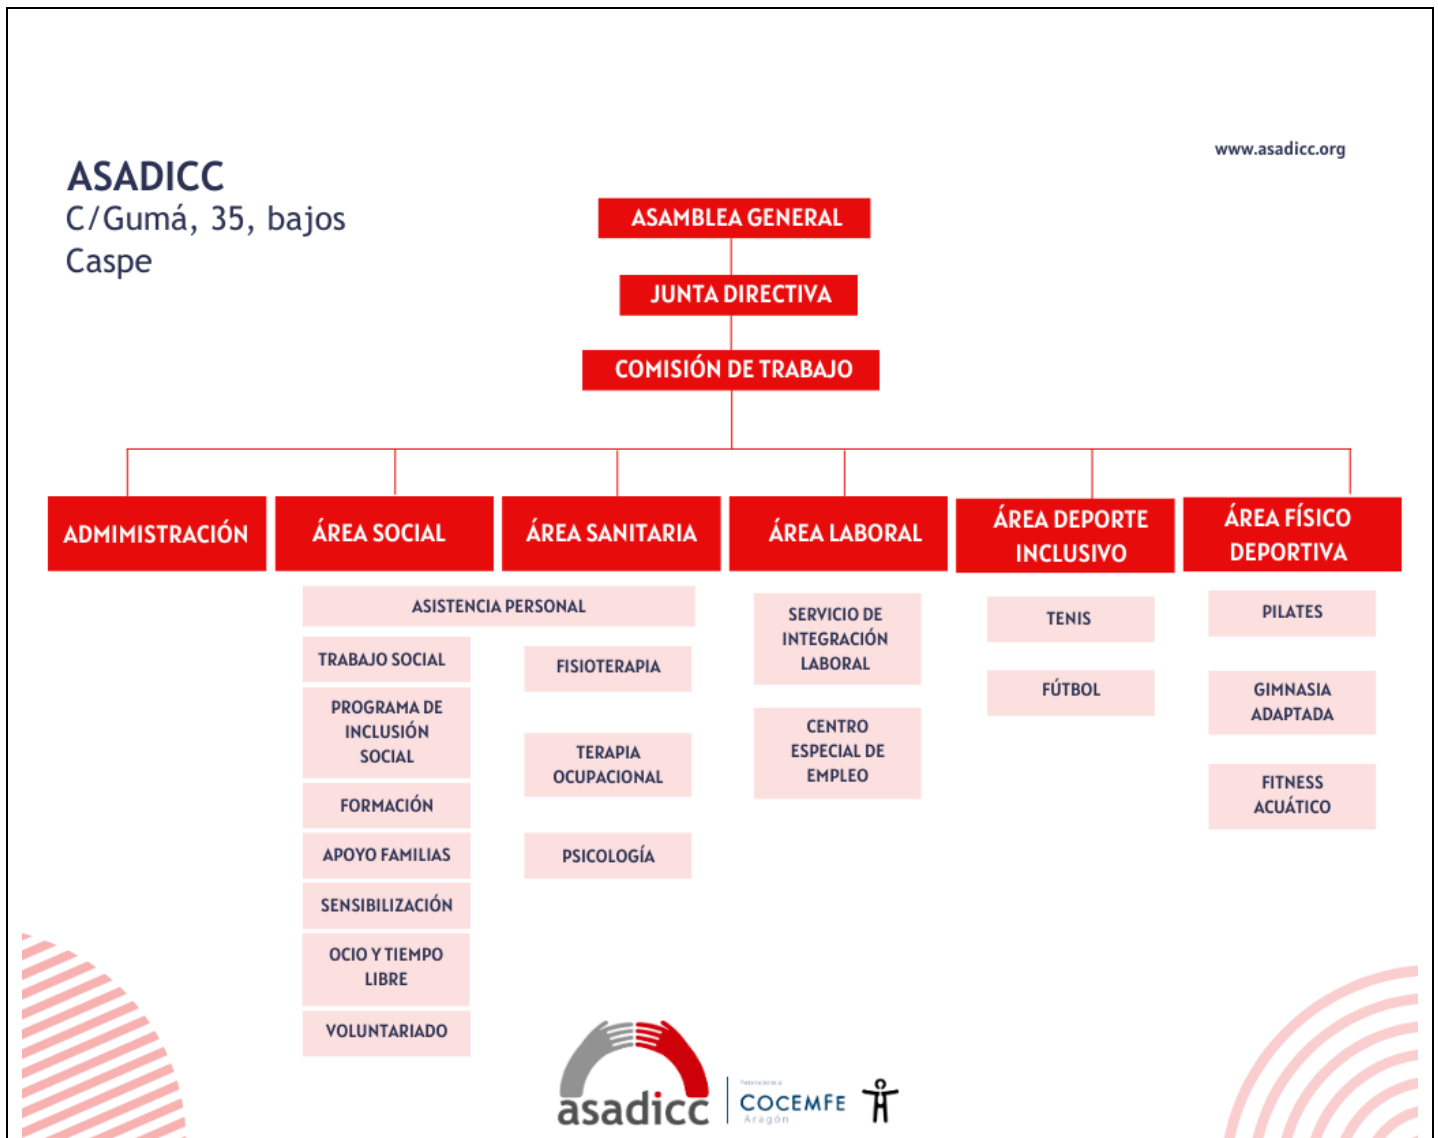 www.asadicc.org
ASADICC
C/Gumá, 35, bajos
Caspe
ASAMBLEA GENERAL
JUNTA DIRECTIVA
COMISIÓN DE TRABAJO
ADMIMISTRACIÓN
ÁREA SOCIAL
ÁREA SANITARIA
ÁREA LABORAL
ÁREA DEPORTE
INCLUSIVO
ÁREA FÍSICO
DEPORTIVA
ASISTENCIA PERSONAL
TRABAJO SOCIAL
PROGRAMA DE
INCLUSIÓN
SOCIAL
FORMACIÓN
APOYO FAMILIAS
SENSIBILIZACIÓN
OCIO Y TIEMPO
LIBRE
VOLUNTARIADO
FISIOTERAPIA
TERAPIA
OCUPACIONAL
PSICOLOGÍA
SERVICIO DE
INTEGRACIÓN
LABORAL
CENTRO
ESPECIAL DE
EMPLEO
TENIS
FÚTBOL
PILATES
GIMNASIA
ADAPTADA
FITNESS
ACUÁTICO
asadicc
COCEMFE
Aragón